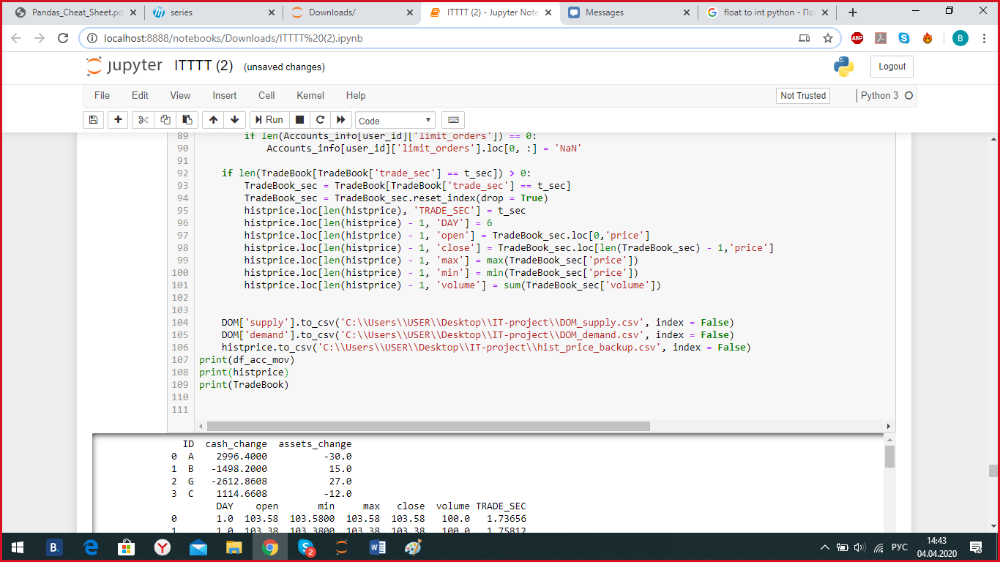 Pandas_Cheat_Sheet.pd
series
Downloads/
ITTTT (2) - Jupyter Note
Messages
float to int python - По
localhost:8888/notebooks/Downloads/ITTTT%20(2).ipynb
ABP
B
jupyter ITTTT (2) (unsaved changes)
Logout
File Edit View Insert Cell Kernel Help
Not Trusted
Python 3
Run
Code
89 if len(Accounts_info[user_id]['limit_orders']) == 0:
90 Accounts_info[user_id]['limit_orders'].loc[0, :] = 'NaN'
91
92 if len(TradeBook[TradeBook['trade_sec'] == t_sec]) > 0:
93 TradeBook_sec = TradeBook[TradeBook['trade_sec'] == t_sec]
94 TradeBook_sec = TradeBook_sec.reset_index(drop = True)
95 histprice.loc[len(histprice), 'TRADE_SEC'] = t_sec
96 histprice.loc[len(histprice) - 1, 'DAY'] = 6
97 histprice.loc[len(histprice) - 1, 'open'] = TradeBook_sec.loc[0,'price']
98 histprice.loc[len(histprice) - 1, 'close'] = TradeBook_sec.loc[len(TradeBook_sec) - 1,'price']
99 histprice.loc[len(histprice) - 1, 'max'] = max(TradeBook_sec['price'])
100 histprice.loc[len(histprice) - 1, 'min'] = min(TradeBook_sec['price'])
101 histprice.loc[len(histprice) - 1, 'volume'] = sum(TradeBook_sec['volume'])
102
103
104 DOM['supply'].to_csv('C:\\Users\\USER\\Desktop\\IT-project\\DOM_supply.csv', index = False)
105 DOM['demand'].to_csv('C:\\Users\\USER\\Desktop\\IT-project\\DOM_demand.csv', index = False)
106 histprice.to_csv('C:\\Users\\USER\\Desktop\\IT-project\\hist_price_backup.csv', index = False)
107 print(df_acc_mov)
108 print(histprice)
109 print(TradeBook)
110
111
ID cash_change assets_change
0 A 2996.4000 -30.0
1 B -1498.2000 15.0
2 G -2612.8608 27.0
3 C 1114.6608 -12.0
DAY open min max close volume TRADE_SEC
0 1.0 103.58 103.5800 103.58 103.58 100.0 1.73656
1 1.0 103.38 103.3800 103.38 103.38 100.0 1.75812
B.
2
РУС
14:43
04.04.2020